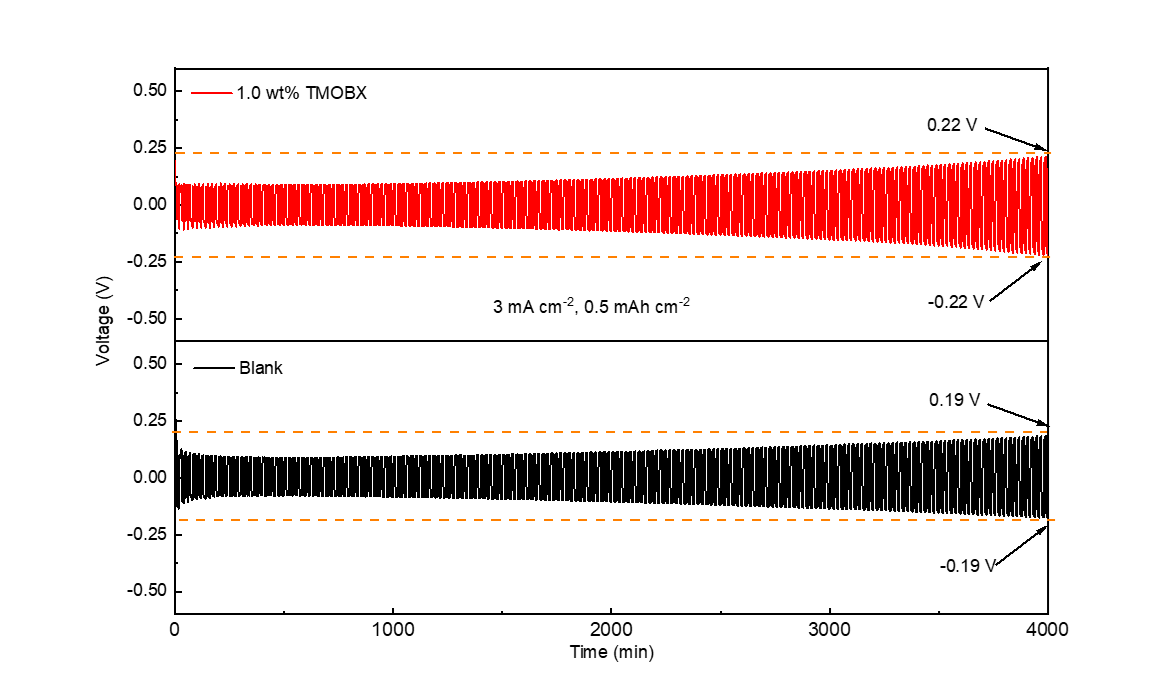 0.50
1.0 wt% TMOBX
0.22 V
0.25
0.00
-0.25
-0.22 V
3 mA cm-2, 0.5 mAh cm-2
-0.50
Voltage (V)
0.50
Blank
0.19 V
0.25
0.00
-0.25
-0.19 V
-0.50
0 1000 2000 3000 4000
Time (min)